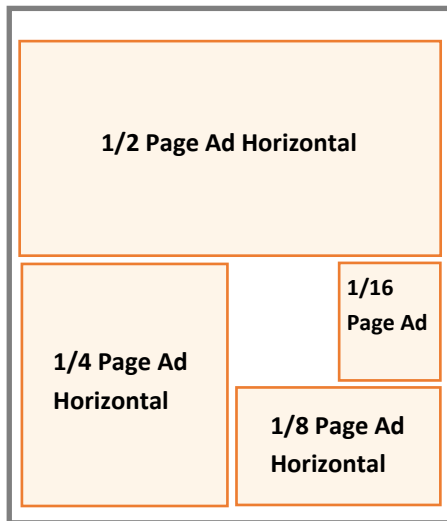 1/2 Page Ad Horizontal
1/16
Page Ad
1/4 Page Ad
Horizontal
1/8 Page Ad
Horizontal